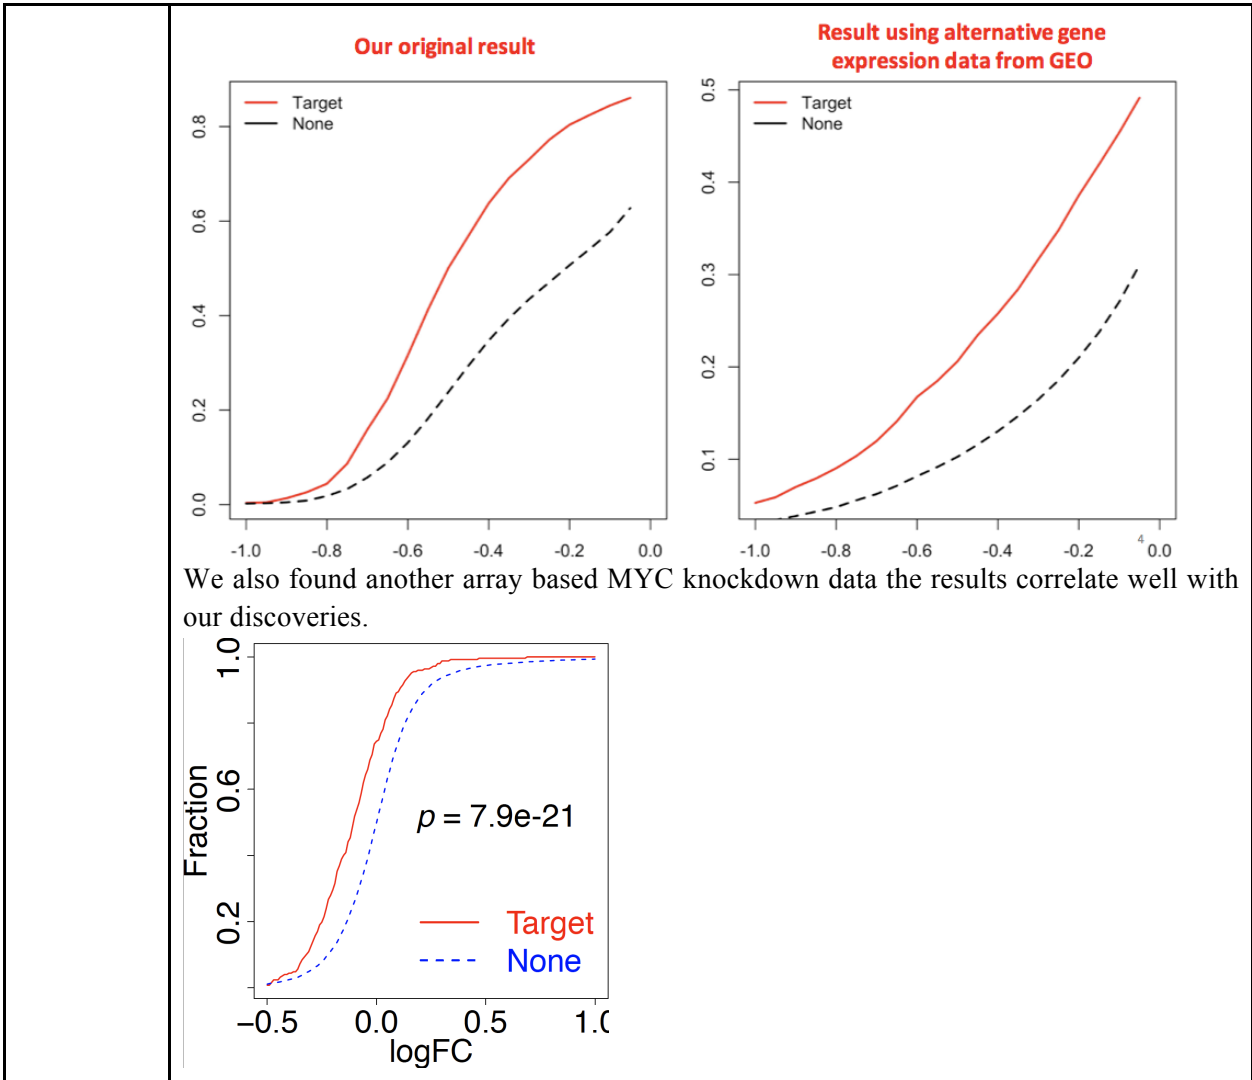 Our original result
Target
None
0.8
0.6
0.4
0.2
0.0
-1.0 -0.8 -0.6 -0.4 -0.2 0.0
Result using alternative gene
expression data from GEO
Target
None
0.5
0.4
0.3
0.2
0.1
-1.0 -0.8 -0.6 -0.4 -0.2 0.0
4
We also found another array based MYC knockdown data the results correlate well with
our discoveries.
1.0
0.6
0.2
Fraction
p = 7.9e-21
Target
None
−0.5 0.0 0.5 1.0
logFC